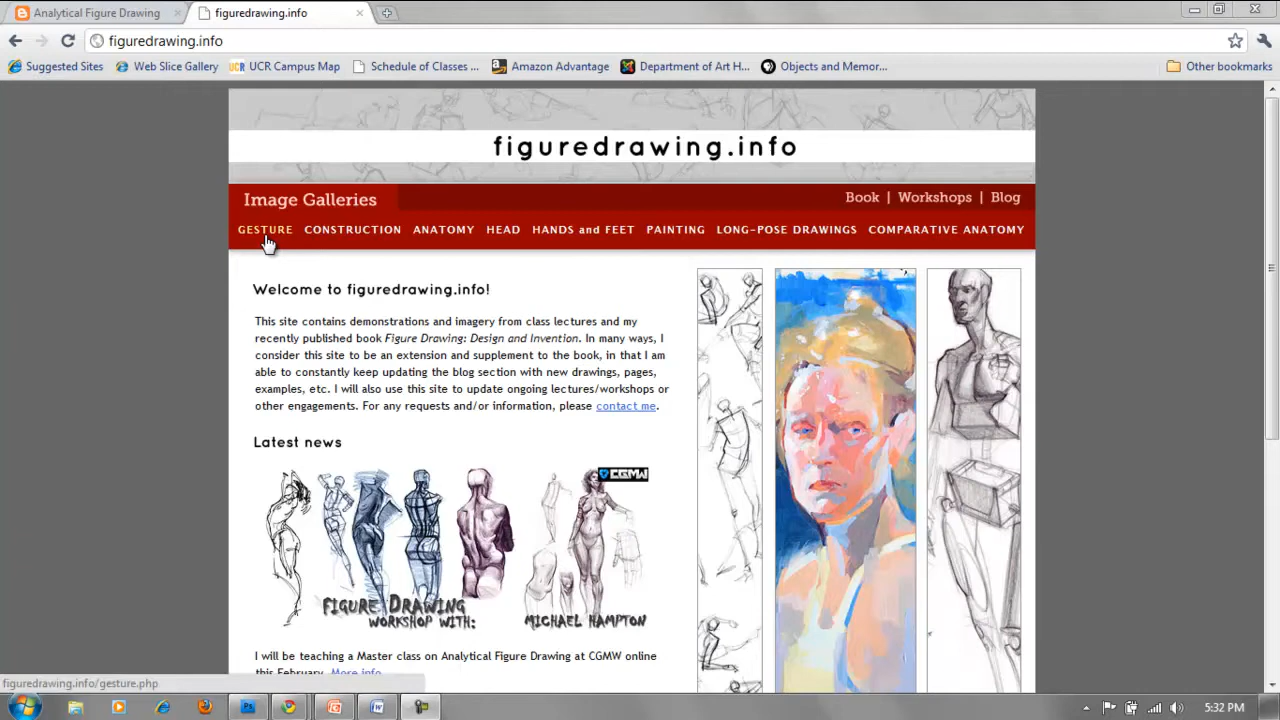 Analytical Figure Drawing
figuredrawing.info
figuredrawing.info
Suggested Sites
Web Slice Gallery
UCR Campus Map
Schedule of Classes ...
Amazon Advantage
Department of Art H...
Objects and Memor...
Other bookmarks
figuredrawing.info
Image Galleries
Book | Workshops | Blog
GESTURE CONSTRUCTION ANATOMY HEAD HANDS and FEET PAINTING LONG-POSE DRAWINGS COMPARATIVE ANATOMY
Welcome to figuredrawing.info!
This site contains demonstrations and imagery from class lectures and my
recently published book Figure Drawing: Design and Invention. In many ways, I
consider this site to be an extension and supplement to the book, in that I am
able to constantly keep updating the blog section with new drawings, pages,
examples, etc. I will also use this site to update ongoing lectures/workshops or
other engagements. For any requests and/or information, please contact me.
Latest news
CGMW
FIGURE DRAWING
WORKSHOP WITH:
MICHAEL HAMPTON
I will be teaching a Master class on Analytical Figure Drawing at CGMW online
this February. More info
figuredrawing.info/gesture.php
5:32 PM